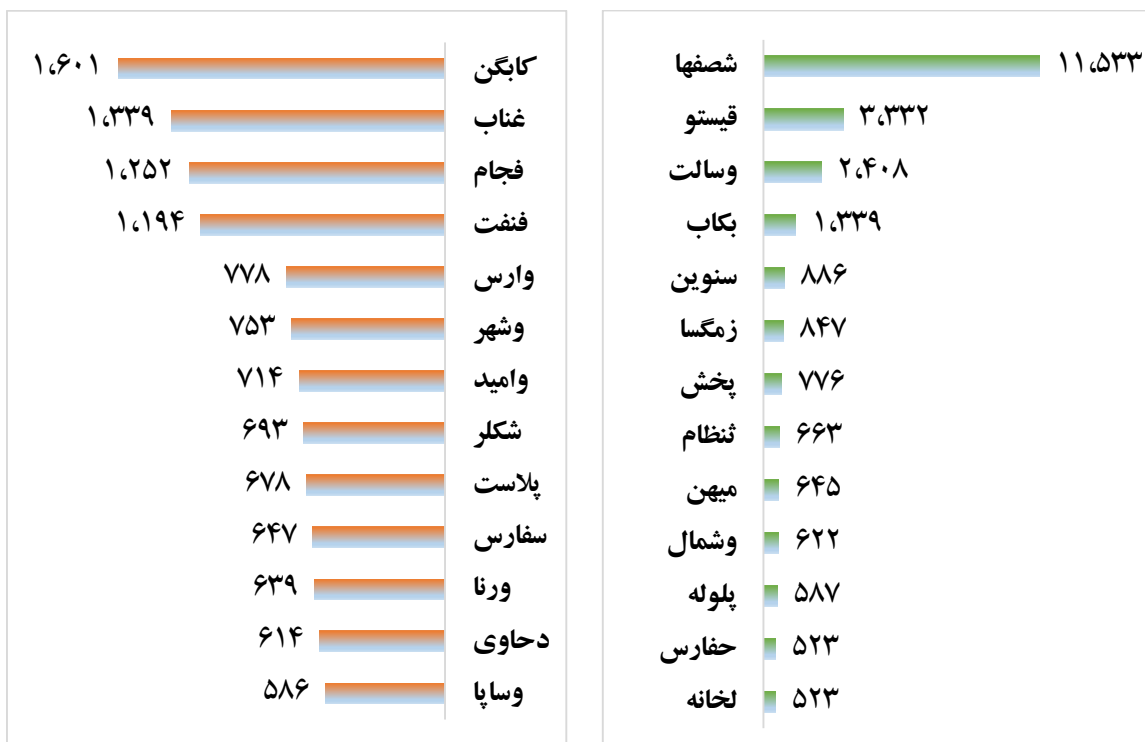 شصفها ۱۱،۵۳۳
قیستو ۳،۳۳۲
وسالت ۲،۴۰۸
بکاب ۱،۳۳۹
سنوین ۸۸۶
زمگسا ۸۴۷
پخش ۷۷۶
ثنظام ۶۶۳
میهن ۶۴۵
وشمال ۶۲۲
پلوله ۵۸۷
حفارس ۵۲۳
لخانه ۵۲۳
کابگن ۱،۶۰۱
غناب ۱،۳۳۹
فجام ۱،۲۵۲
فنفت ۱،۱۹۴
وارس ۷۷۸
وشهر ۷۵۳
وامید ۷۱۴
شکلر ۶۹۳
پلاست ۶۷۸
سفارس ۶۴۷
ورنا ۶۳۹
دحاوی ۶۱۴
وساپا ۵۸۶